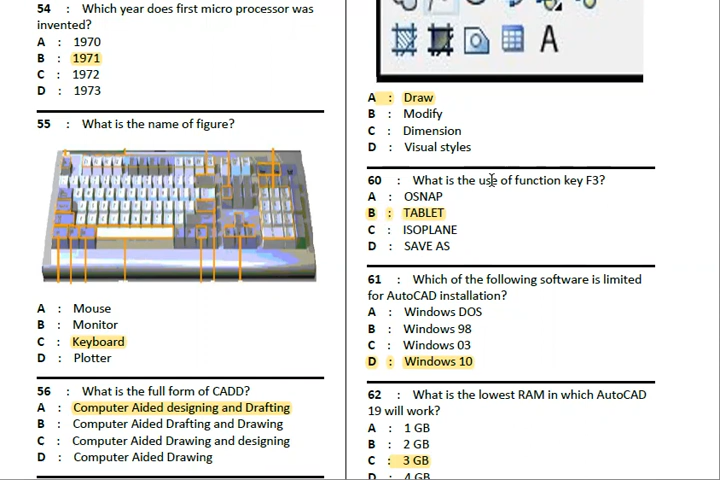 54 : Which year does first micro processor was
invented?
A : 1970
B : 1971
C : 1972
D : 1973
55 : What is the name of figure?
A : Mouse
B : Monitor
C : Keyboard
D : Plotter
56 : What is the full form of CADD?
A : Computer Aided designing and Drafting
B : Computer Aided Drafting and Drawing
C : Computer Aided Drawing and designing
D : Computer Aided Drawing
A
A : Draw
B : Modify
C : Dimension
D : Visual styles
60 : What is the use of function key F3?
A : OSNAP
B : TABLET
C : ISOPLANE
D : SAVE AS
61 : Which of the following software is limited
for AutoCAD installation?
A : Windows DOS
B : Windows 98
C : Windows 03
D : Windows 10
62 : What is the lowest RAM in which AutoCAD
19 will work?
A : 1 GB
B : 2 GB
C : 3 GB
D : 4 GB